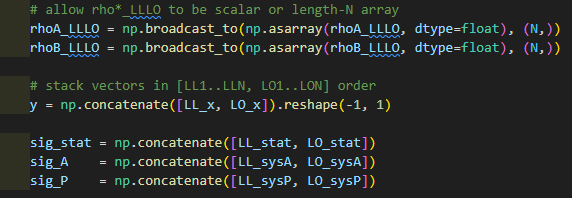 # allow rho*_LLLO to be scalar or length-N array
rhoA_LLLO = np.broadcast_to(np.asarray(rhoA_LLLO, dtype=float), (N,))
rhoB_LLLO = np.broadcast_to(np.asarray(rhoB_LLLO, dtype=float), (N,))
# stack vectors in [LL1..LLN, LO1..LON] order
y = np.concatenate([LL_x, LO_x]).reshape(-1, 1)
sig_stat = np.concatenate([LL_stat, LO_stat])
sig_A    = np.concatenate([LL_sysA, LO_sysA])
sig_P    = np.concatenate([LL_sysP, LO_sysP])